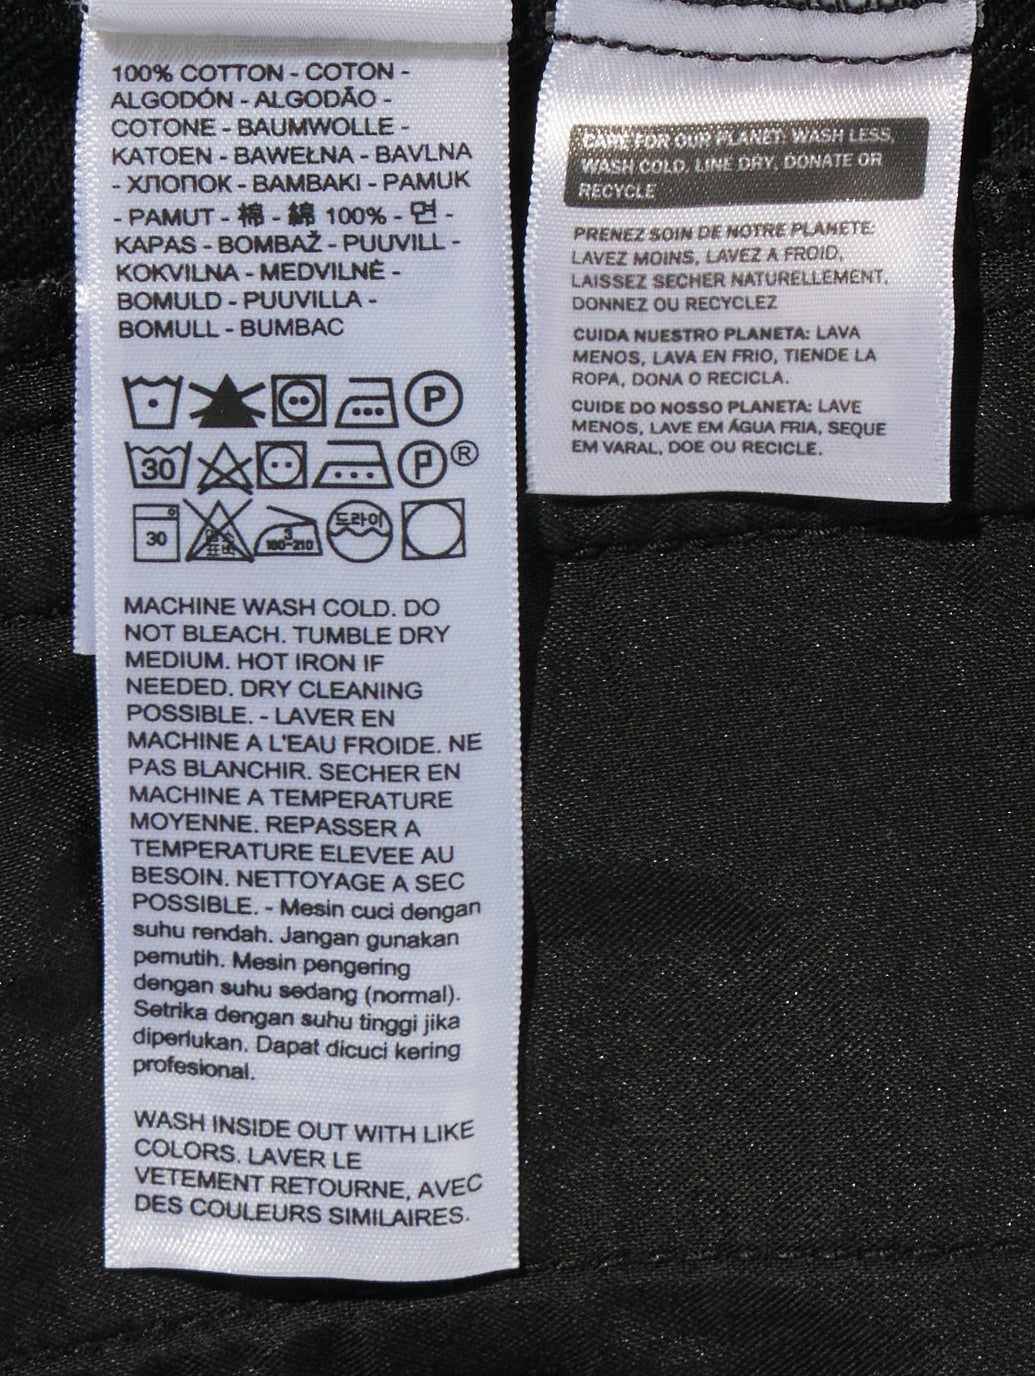 100% COTTON - COTON -
ALGODÓN - ALGODÃO -
COTONE - BAUMWOLLE -
KATOEN - BAWEŁNA - BAVLNA
- ХЛОПОК - BAMBAKI - PAMUK
- PAMUT - 棉 - 綿 100% - 면 -
KAPAS - BOMBAŽ - PUUVILL -
KOKVILNA - MEDVILNĖ -
BOMULD - PUUVILLA -
BOMULL - BUMBAC
P
30 P ®
30 3 180-210 드라이
MACHINE WASH COLD. DO
NOT BLEACH. TUMBLE DRY
MEDIUM. HOT IRON IF
NEEDED. DRY CLEANING
POSSIBLE. - LAVER EN
MACHINE A L'EAU FROIDE. NE
PAS BLANCHIR. SECHER EN
MACHINE A TEMPERATURE
MOYENNE. REPASSER A
TEMPERATURE ELEVEE AU
BESOIN. NETTOYAGE A SEC
POSSIBLE. - Mesin cuci dengan
suhu rendah. Jangan gunakan
pemutih. Mesin pengering
dengan suhu sedang (normal).
Setrika dengan suhu tinggi jika
diperlukan. Dapat dicuci kering
profesional.
WASH INSIDE OUT WITH LIKE
COLORS. LAVER LE
VETEMENT RETOURNE, AVEC
DES COULEURS SIMILAIRES.
CARE FOR OUR PLANET: WASH LESS,
WASH COLD, LINE DRY, DONATE OR
RECYCLE
PRENEZ SOIN DE NOTRE PLANETE:
LAVEZ MOINS, LAVEZ A FROID,
LAISSEZ SECHER NATURELLEMENT,
DONNEZ OU RECYCLEZ
CUIDA NUESTRO PLANETA: LAVA
MENOS, LAVA EN FRIO, TIENDE LA
ROPA, DONA O RECICLA.
CUIDE DO NOSSO PLANETA: LAVE
MENOS, LAVE EM ÁGUA FRIA, SEQUE
EM VARAL, DOE OU RECICLE.